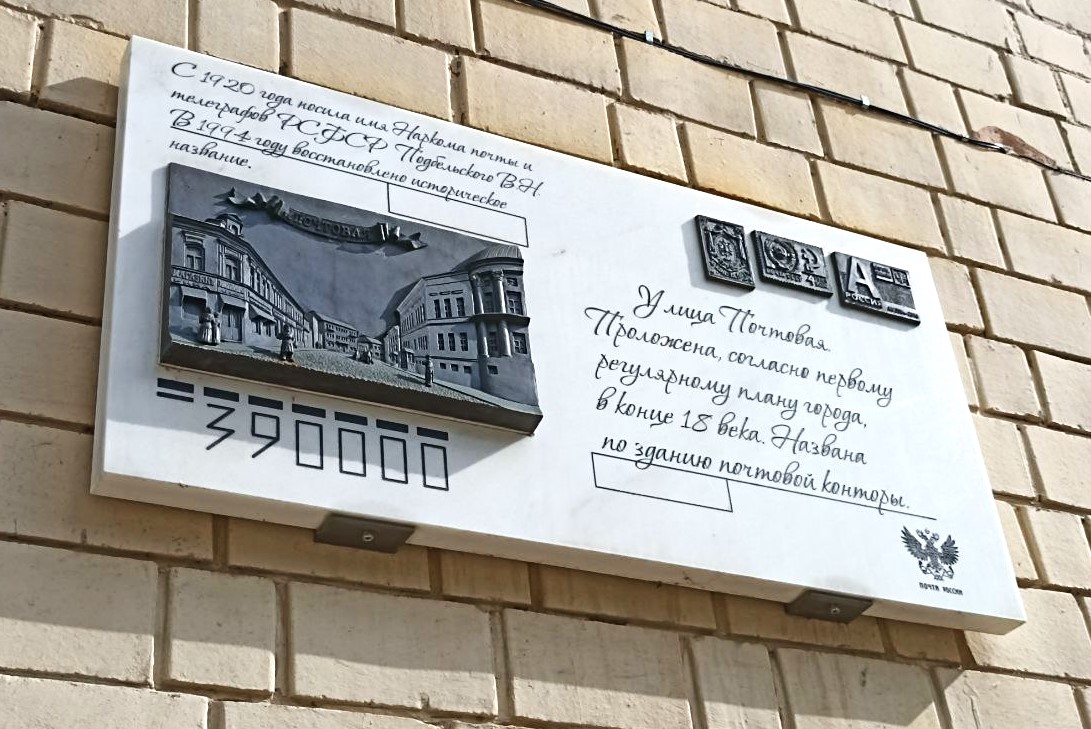 С 1920 года носила имя Наркома почты и
телеграфов РСФСР Подбельского В.Н.
В 1994 году восстановлено историческое
название.
ПОЧТОВАЯ
390000
А
РОССИЯ
Улица Почтовая.
Проложена, согласно первому
регулярному плану города,
в конце 18 века. Названа
по зданию почтовой конторы.
ПОЧТА РОССИИ